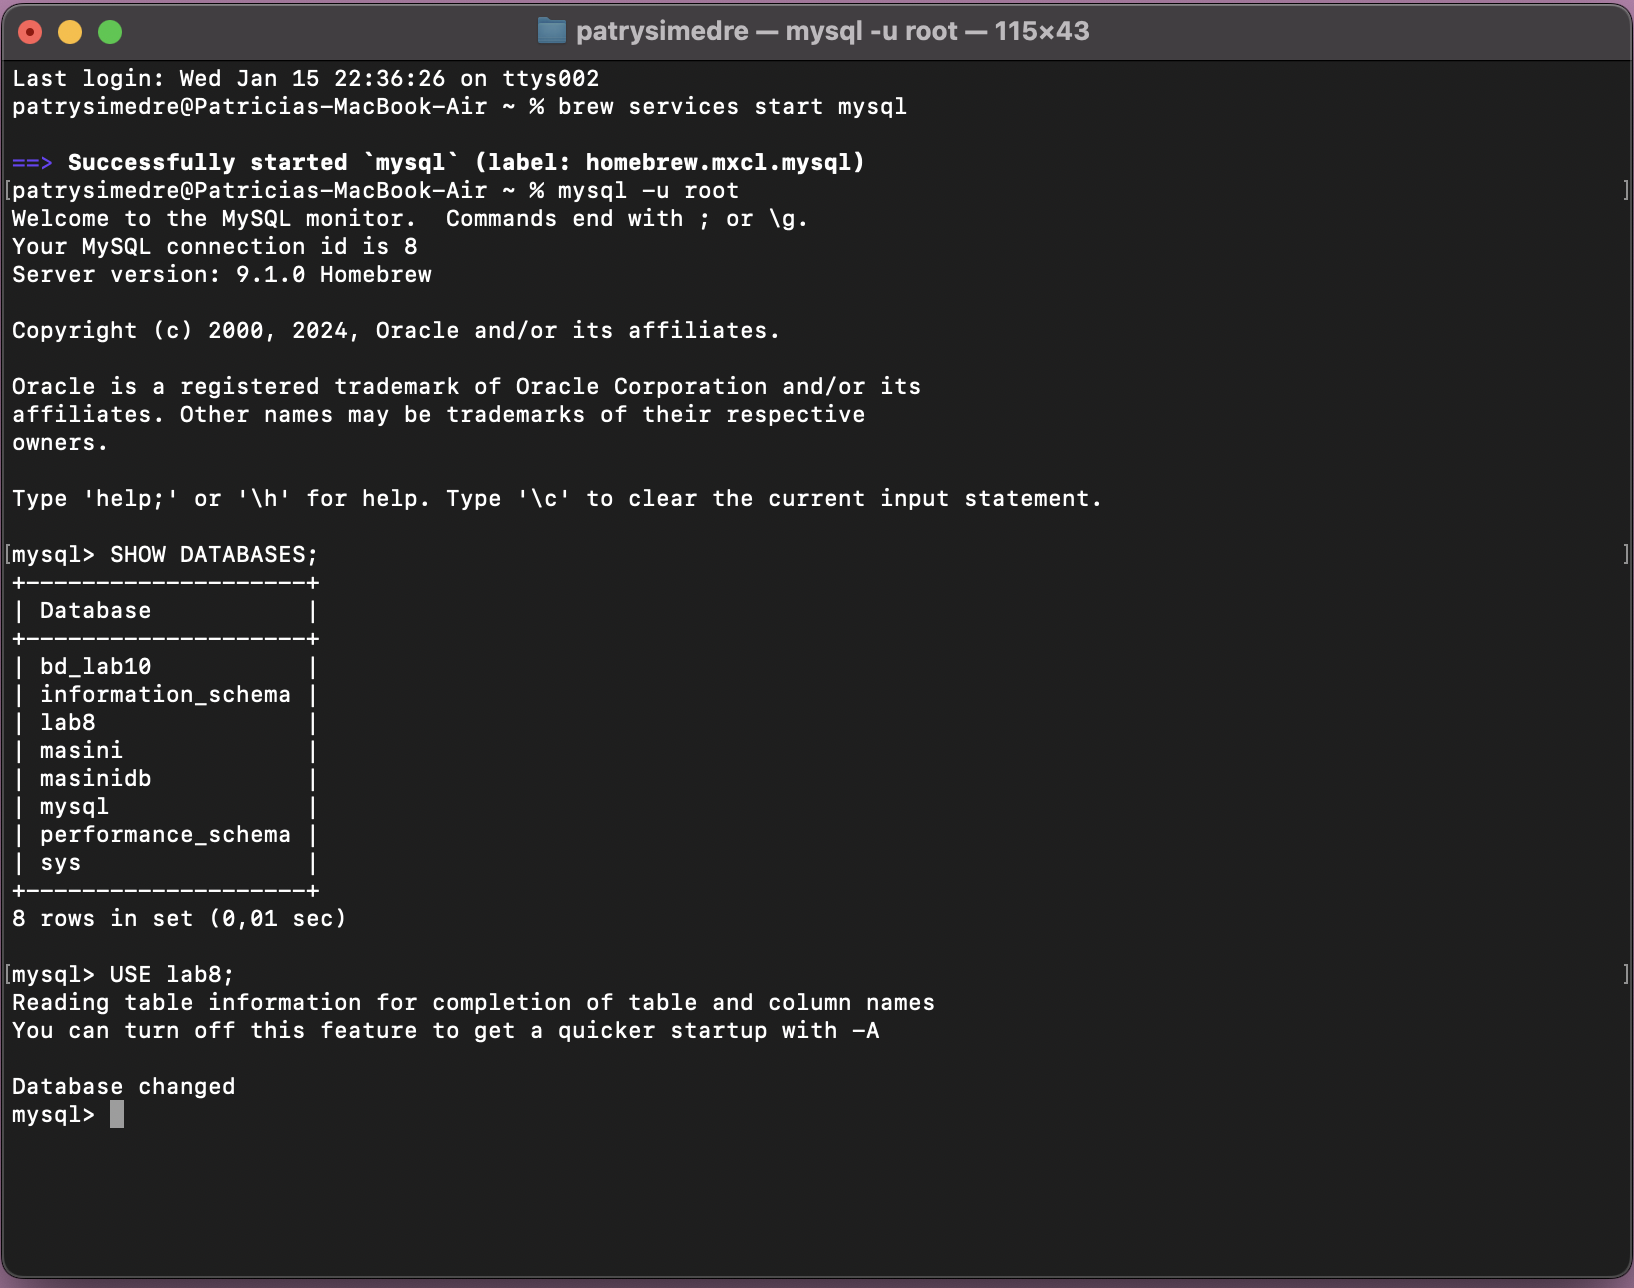 patrysimedre — mysql -u root — 115×43
Last login: Wed Jan 15 22:36:26 on ttys002
patrysimedre@Patricias-MacBook-Air ~ % brew services start mysql
==> Successfully started `mysql` (label: homebrew.mxcl.mysql)
[patrysimedre@Patricias-MacBook-Air ~ % mysql -u root ]
Welcome to the MySQL monitor.  Commands end with ; or \g.
Your MySQL connection id is 8
Server version: 9.1.0 Homebrew
Copyright (c) 2000, 2024, Oracle and/or its affiliates.
Oracle is a registered trademark of Oracle Corporation and/or its
affiliates. Other names may be trademarks of their respective
owners.
Type 'help;' or '\h' for help. Type '\c' to clear the current input statement.
[mysql> SHOW DATABASES; ]
+--------------------+
| Database           |
+--------------------+
| bd_lab10           |
| information_schema |
| lab8               |
| masini             |
| masinidb           |
| mysql              |
| performance_schema |
| sys                |
+--------------------+
8 rows in set (0,01 sec)
[mysql> USE lab8; ]
Reading table information for completion of table and column names
You can turn off this feature to get a quicker startup with -A
Database changed
mysql>